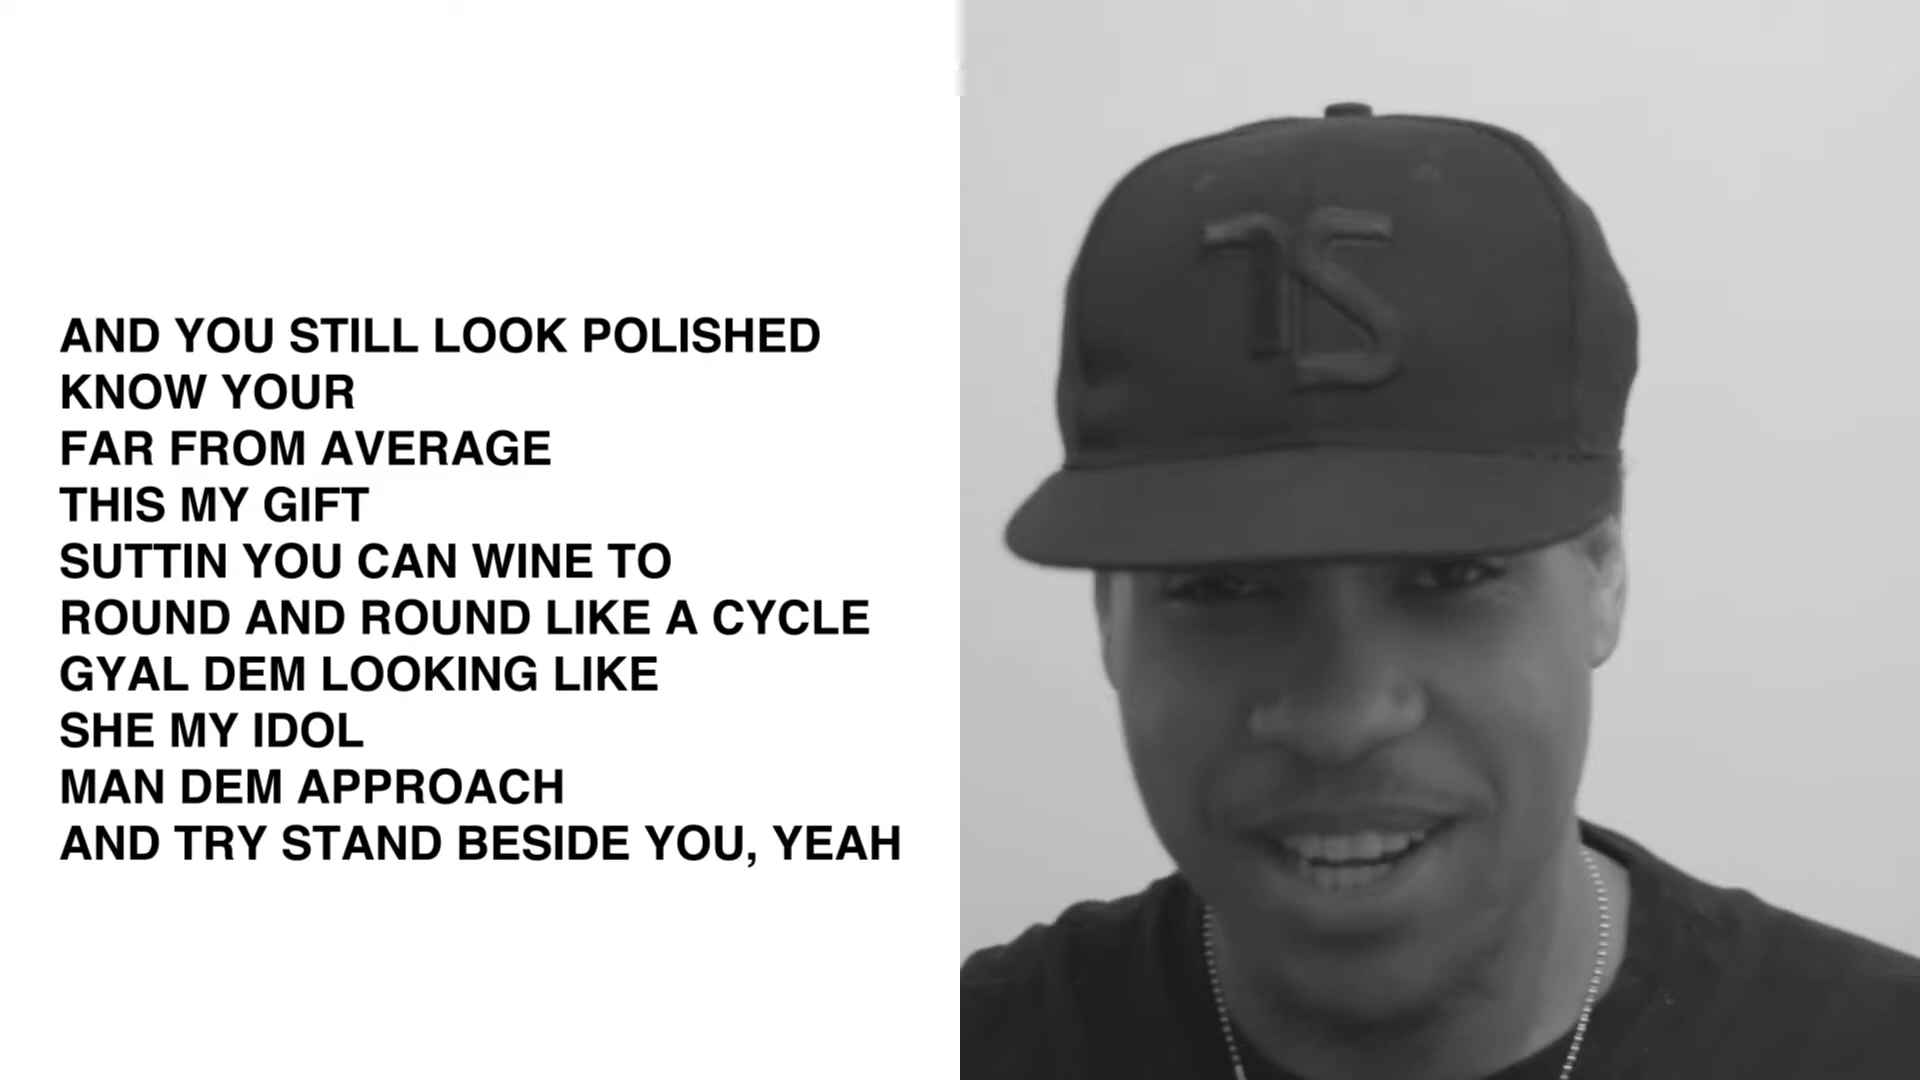 AND YOU STILL LOOK POLISHED
KNOW YOUR
FAR FROM AVERAGE
THIS MY GIFT
SUTTIN YOU CAN WINE TO
ROUND AND ROUND LIKE A CYCLE
GYAL DEM LOOKING LIKE
SHE MY IDOL
MAN DEM APPROACH
AND TRY STAND BESIDE YOU, YEAH